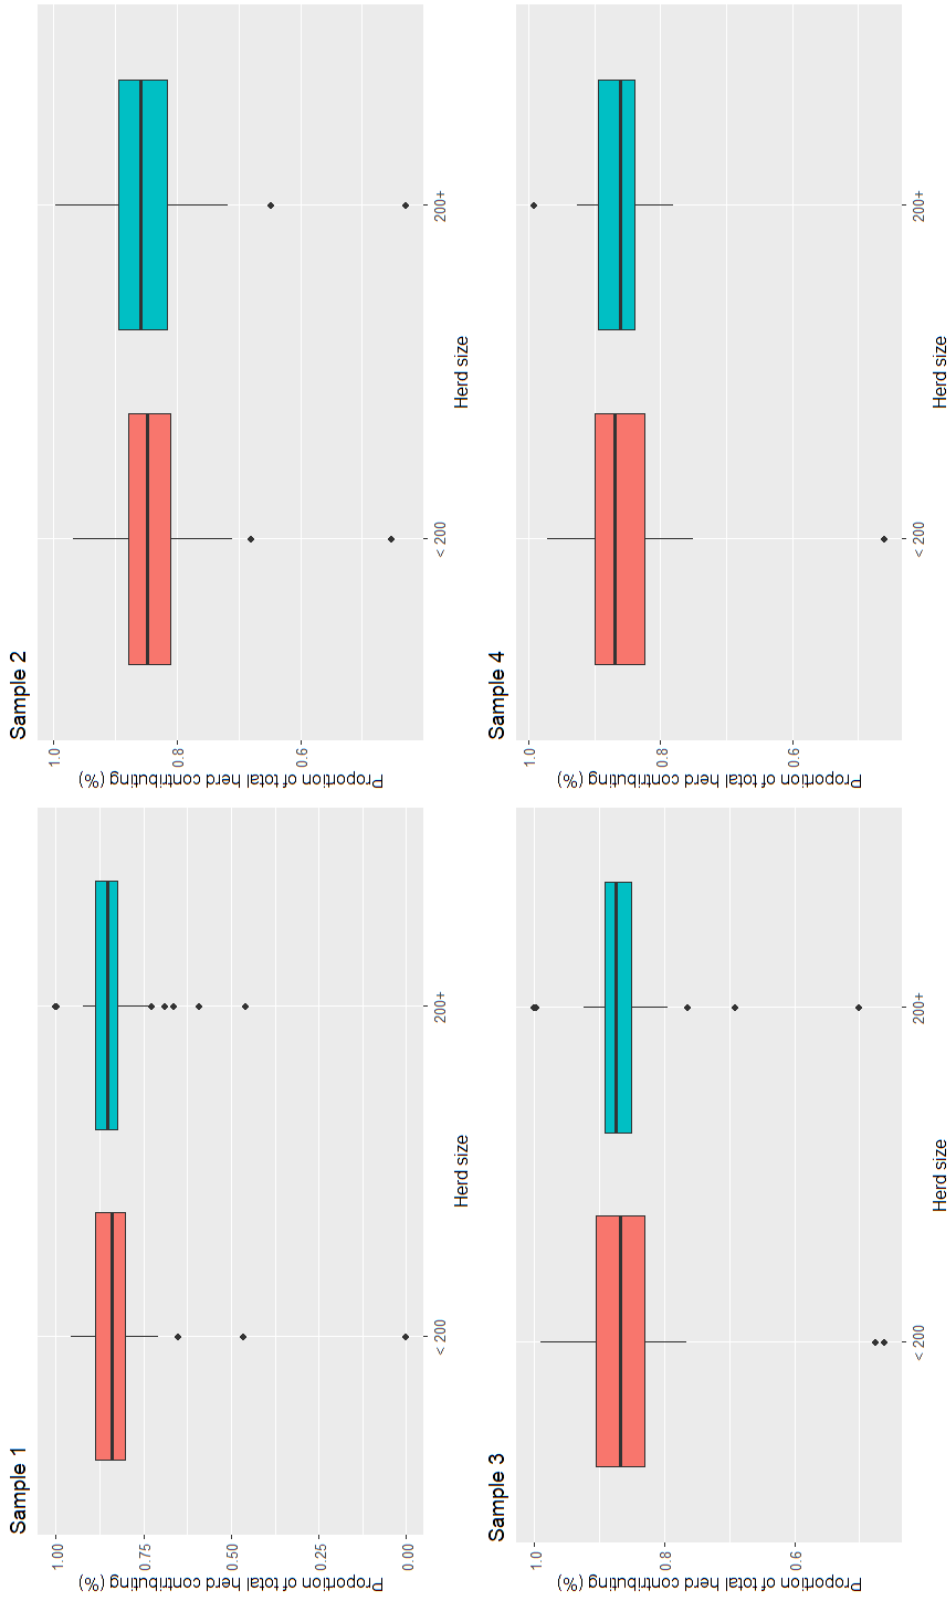 Sample 1
Proportion of total herd contributing (%)
1.00
0.75
0.50
0.25
0.00
< 200
200+
Herd size
Sample 2
Proportion of total herd contributing (%)
1.0
0.8
0.6
< 200
200+
Herd size
Sample 3
Proportion of total herd contributing (%)
1.0
0.8
0.6
< 200
200+
Herd size
Sample 4
Proportion of total herd contributing (%)
1.0
0.8
0.6
< 200
200+
Herd size